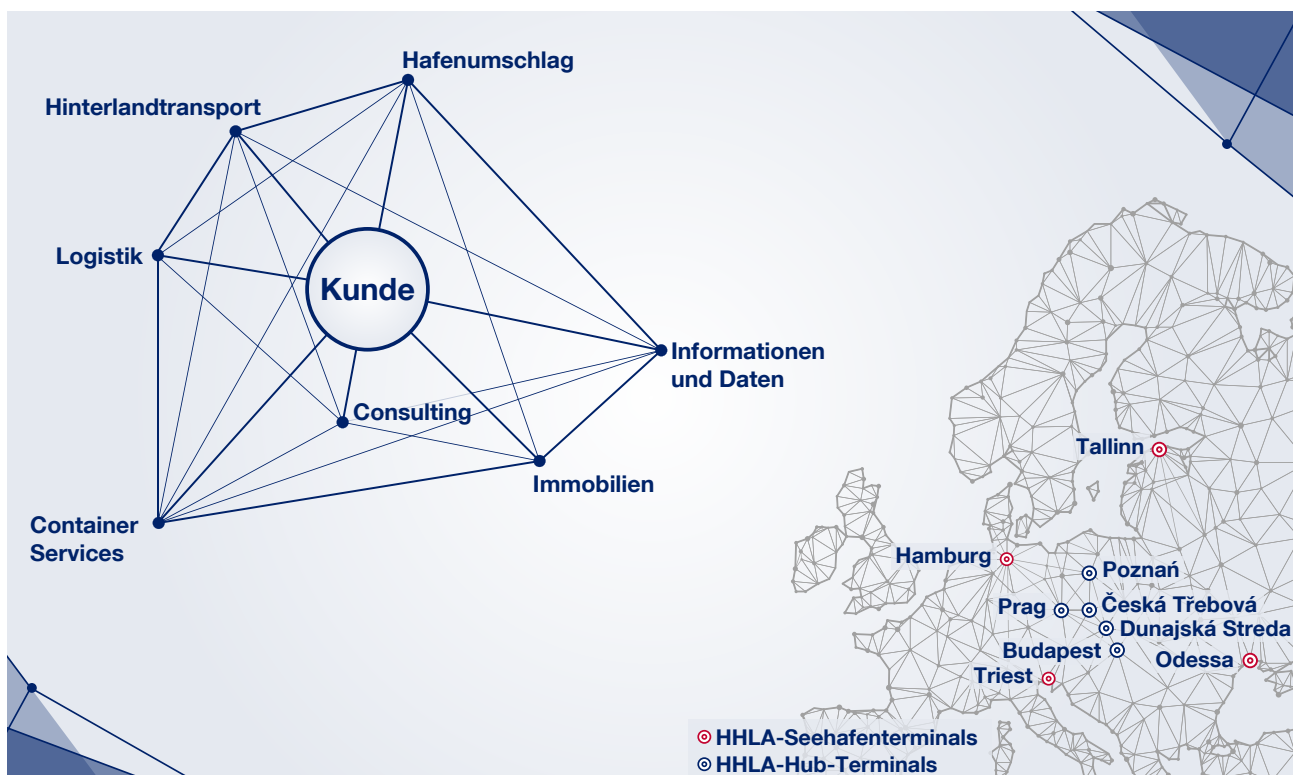 Hafenumschlag
Hinterlandtransport
Logistik
Kunde
Informationen
und Daten
Consulting
Immobilien
Container
Services
Tallinn
Hamburg
Poznań
Prag
Česká Třebová
Dunajská Streda
Budapest
Odessa
Triest
HHLA-Seehafenterminals
HHLA-Hub-Terminals